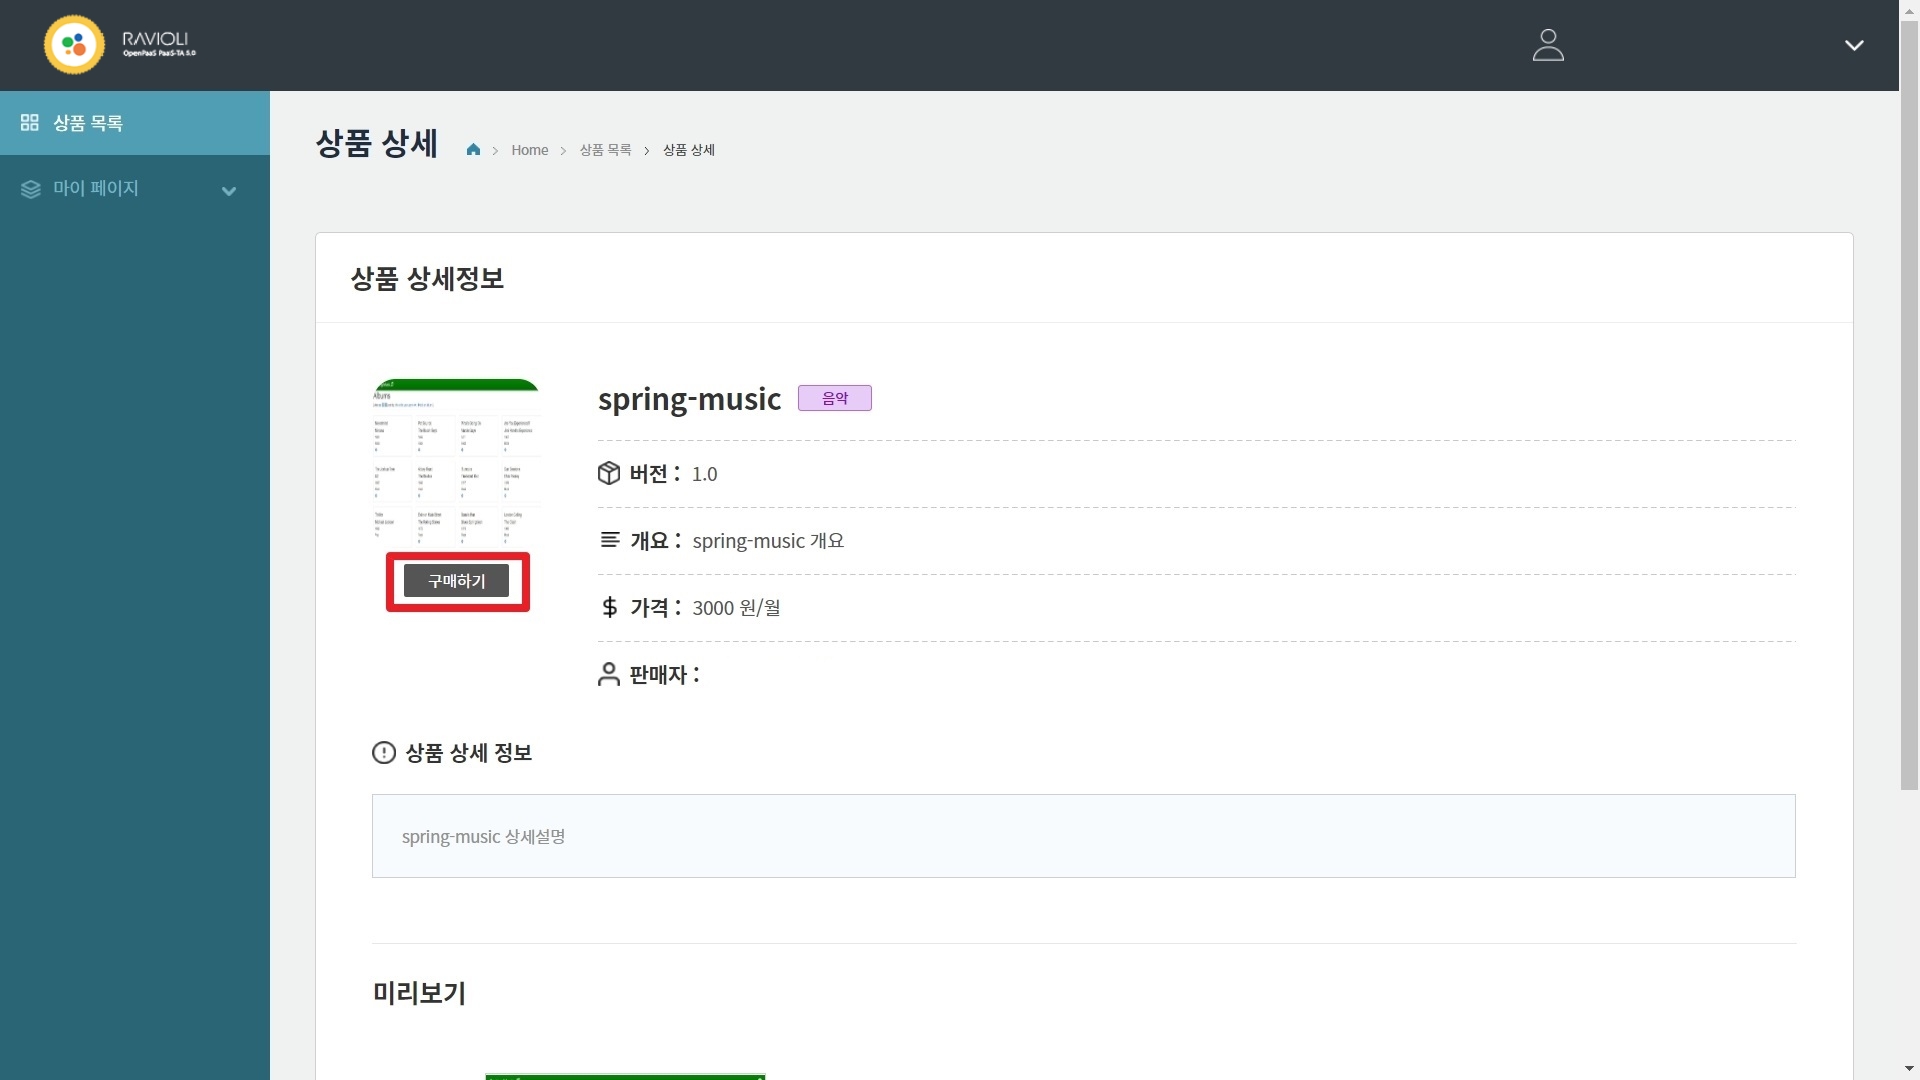 RAVIOLI
OpenPaaS PaaS-TA 5.0
상품 목록
마이 페이지
상품 상세
Home
상품 목록
상품 상세
상품 상세정보
Albums
spring-music
음악
버전 : 1.0
개요 : spring-music 개요
구매하기
가격 : 3000 원/월
판매자 :
상품 상세 정보
spring-music 상세설명
미리보기